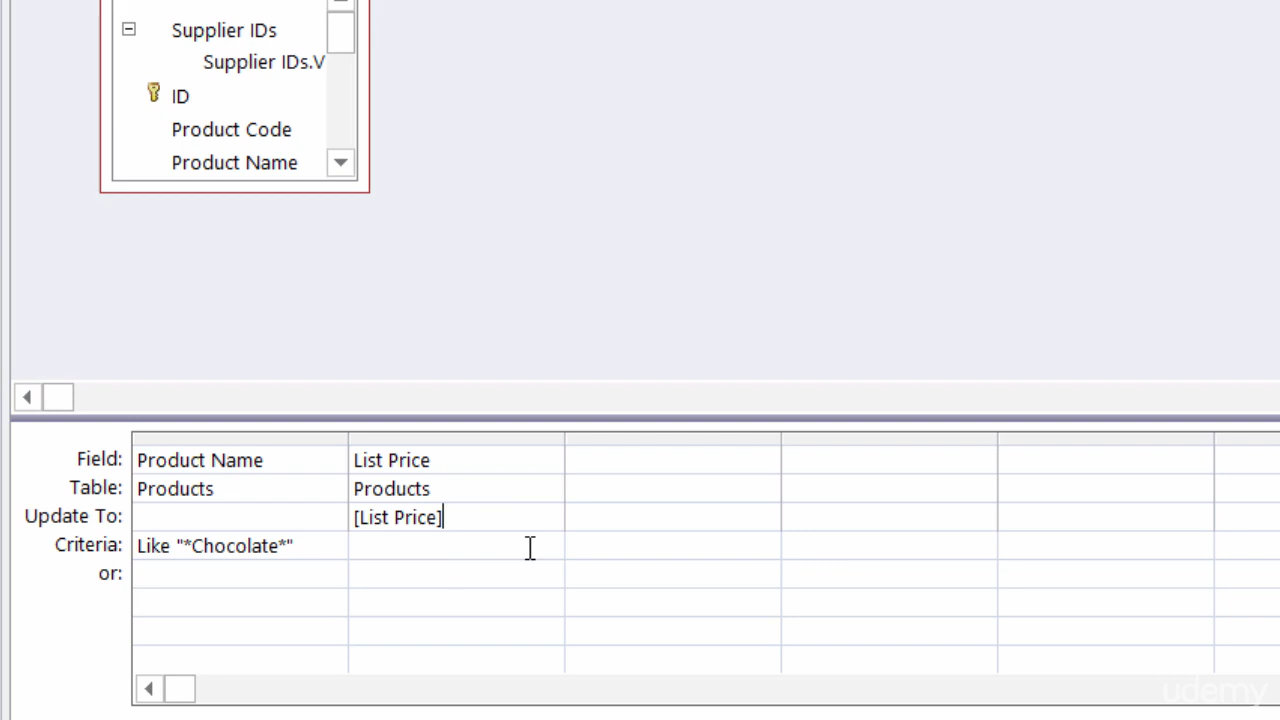 Supplier IDs
Supplier IDs.V
ID
Product Code
Product Name
Field: Product Name List Price
Table: Products Products
Update To: [List Price]
Criteria: Like "*Chocolate*"
or:
udemy